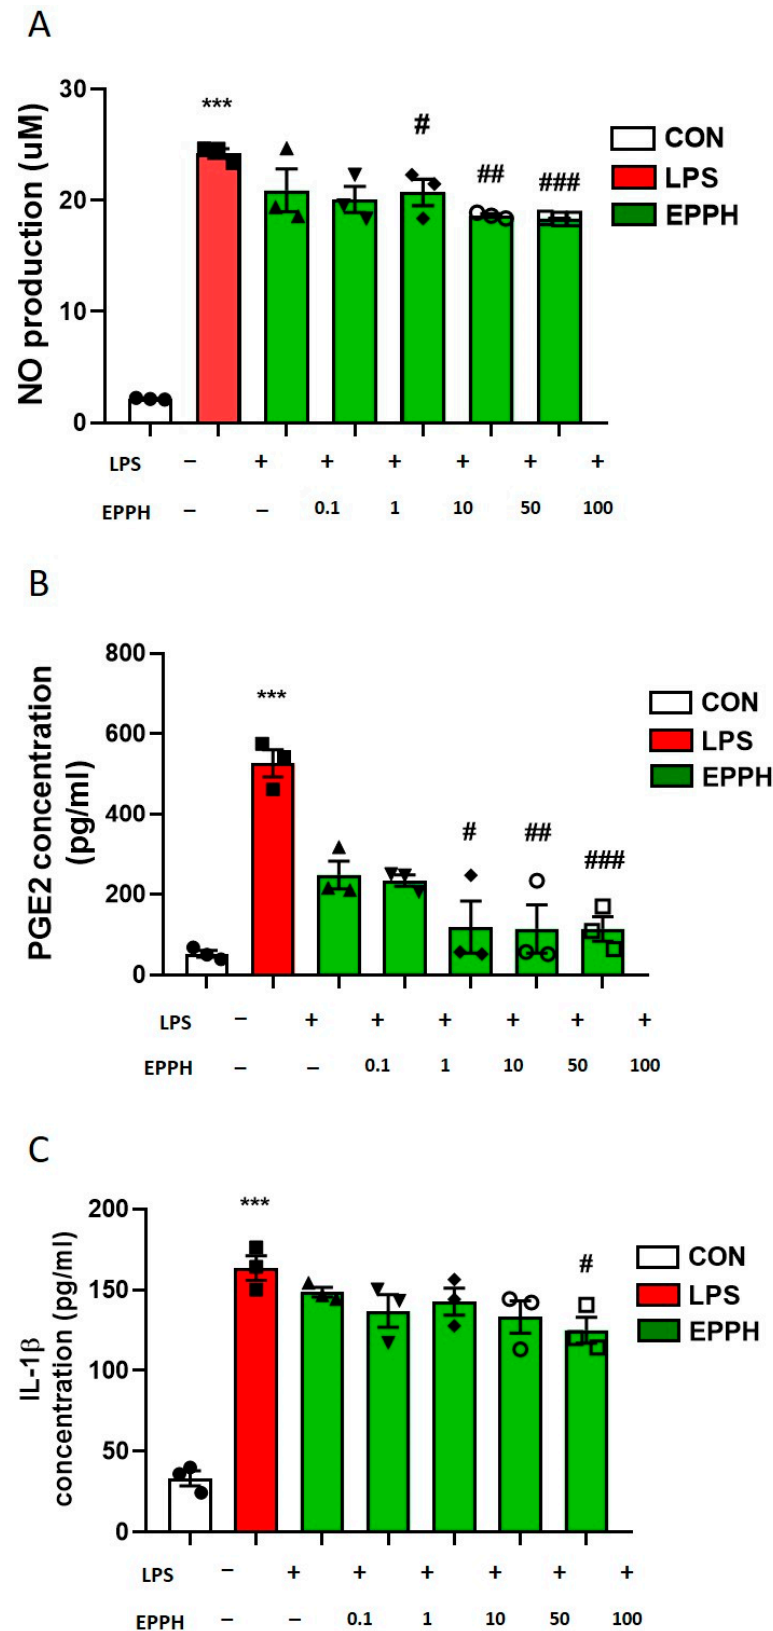 A
NO production (uM)
30
20
10
0
***
#
##
###
CON
LPS
EPPH
LPS – + + + + + +
EPPH – – 0.1 1 10 50 100
B
PGE2 concentration
(pg/ml)
800
600
400
200
0
***
#
##
###
CON
LPS
EPPH
LPS – + + + + + +
EPPH – – 0.1 1 10 50 100
C
IL-1β
concentration (pg/ml)
200
150
100
50
0
***
#
CON
LPS
EPPH
LPS – + + + + + +
EPPH – – 0.1 1 10 50 100